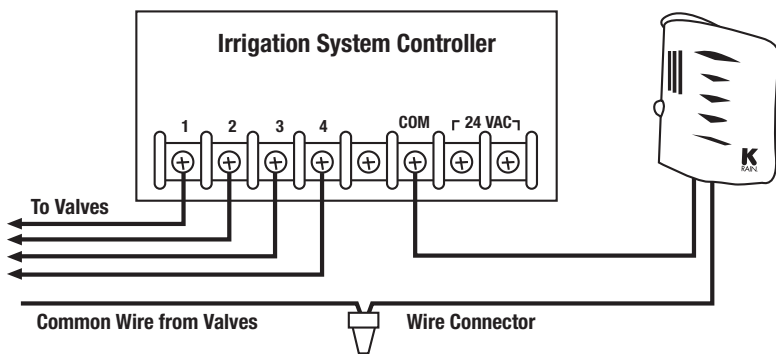 Irrigation System Controller
1 2 3 4 COM 24 VAC
K
RAIN.
To Valves
Common Wire from Valves Wire Connector